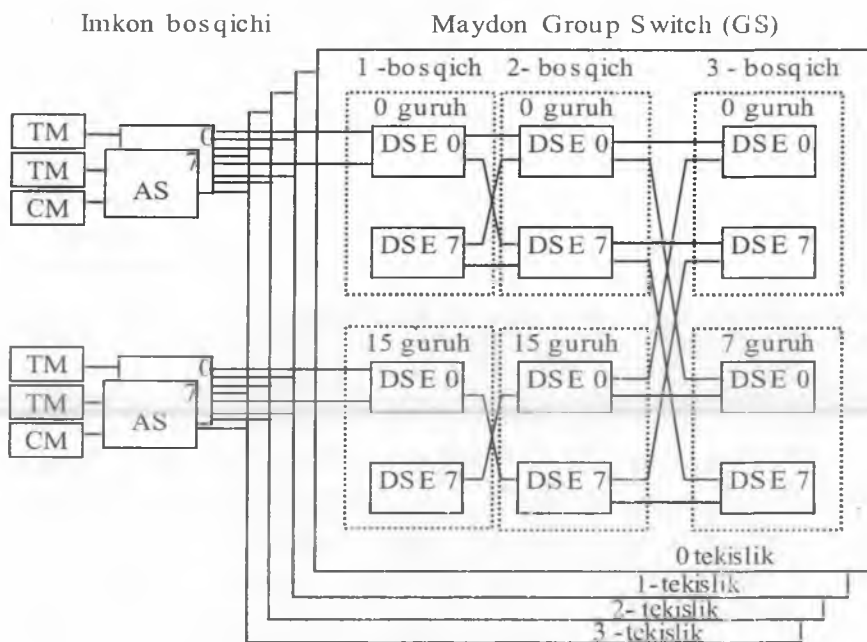 Imkon bosqichi
Maydon Group Switch (GS)
1 -bosqich 2- bosqich 3 - bosqich
0 guruh 0 guruh 0 guruh
TM
TM
CM
0
7
AS
DSE 0 DSE 0 DSE 0
DSE 7 DSE 7 DSE 7
15 guruh 15 guruh 7 guruh
TM
TM
CM
0
7
AS
DSE 0 DSE 0 DSE 0
DSE 7 DSE 7 DSE 7
0 tekislik
1- tekislik
2- tekislik
3 - tekislik